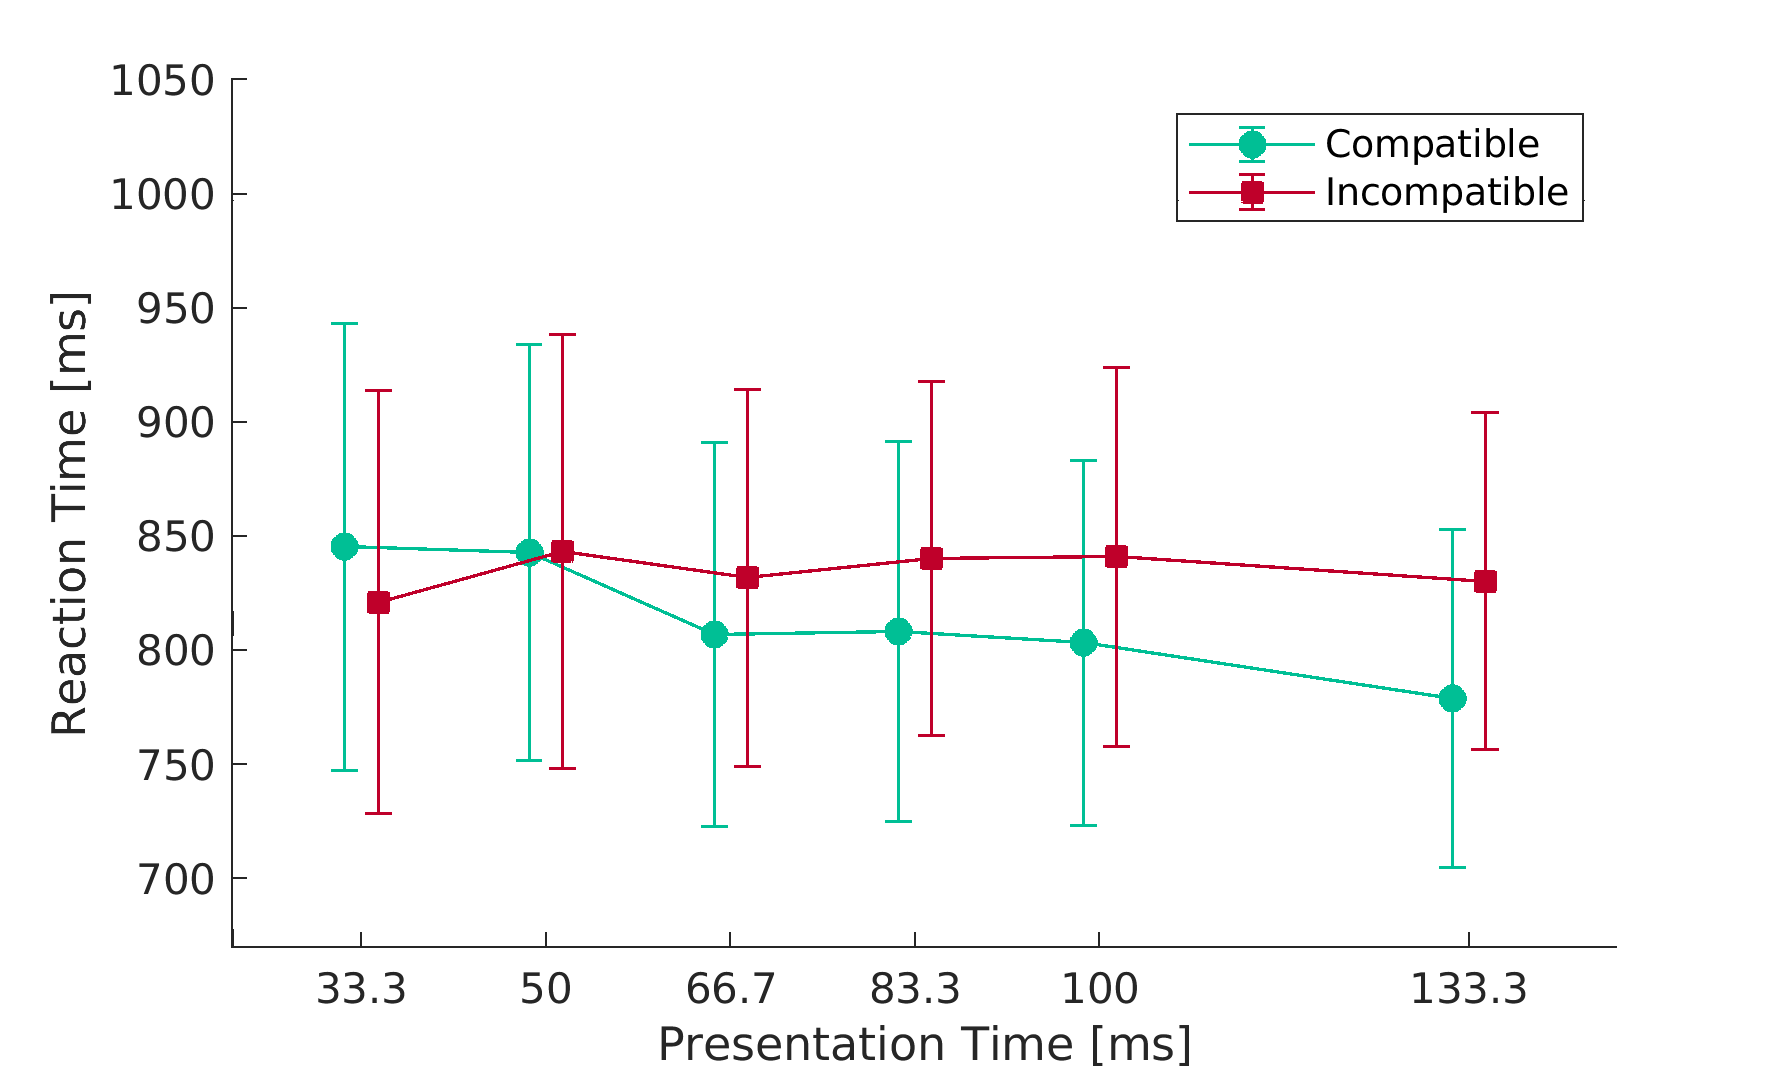 1050
1000
950
900
850
800
750
700
Reaction Time [ms]
Compatible
Incompatible
33.3 50 66.7 83.3 100 133.3
Presentation Time [ms]